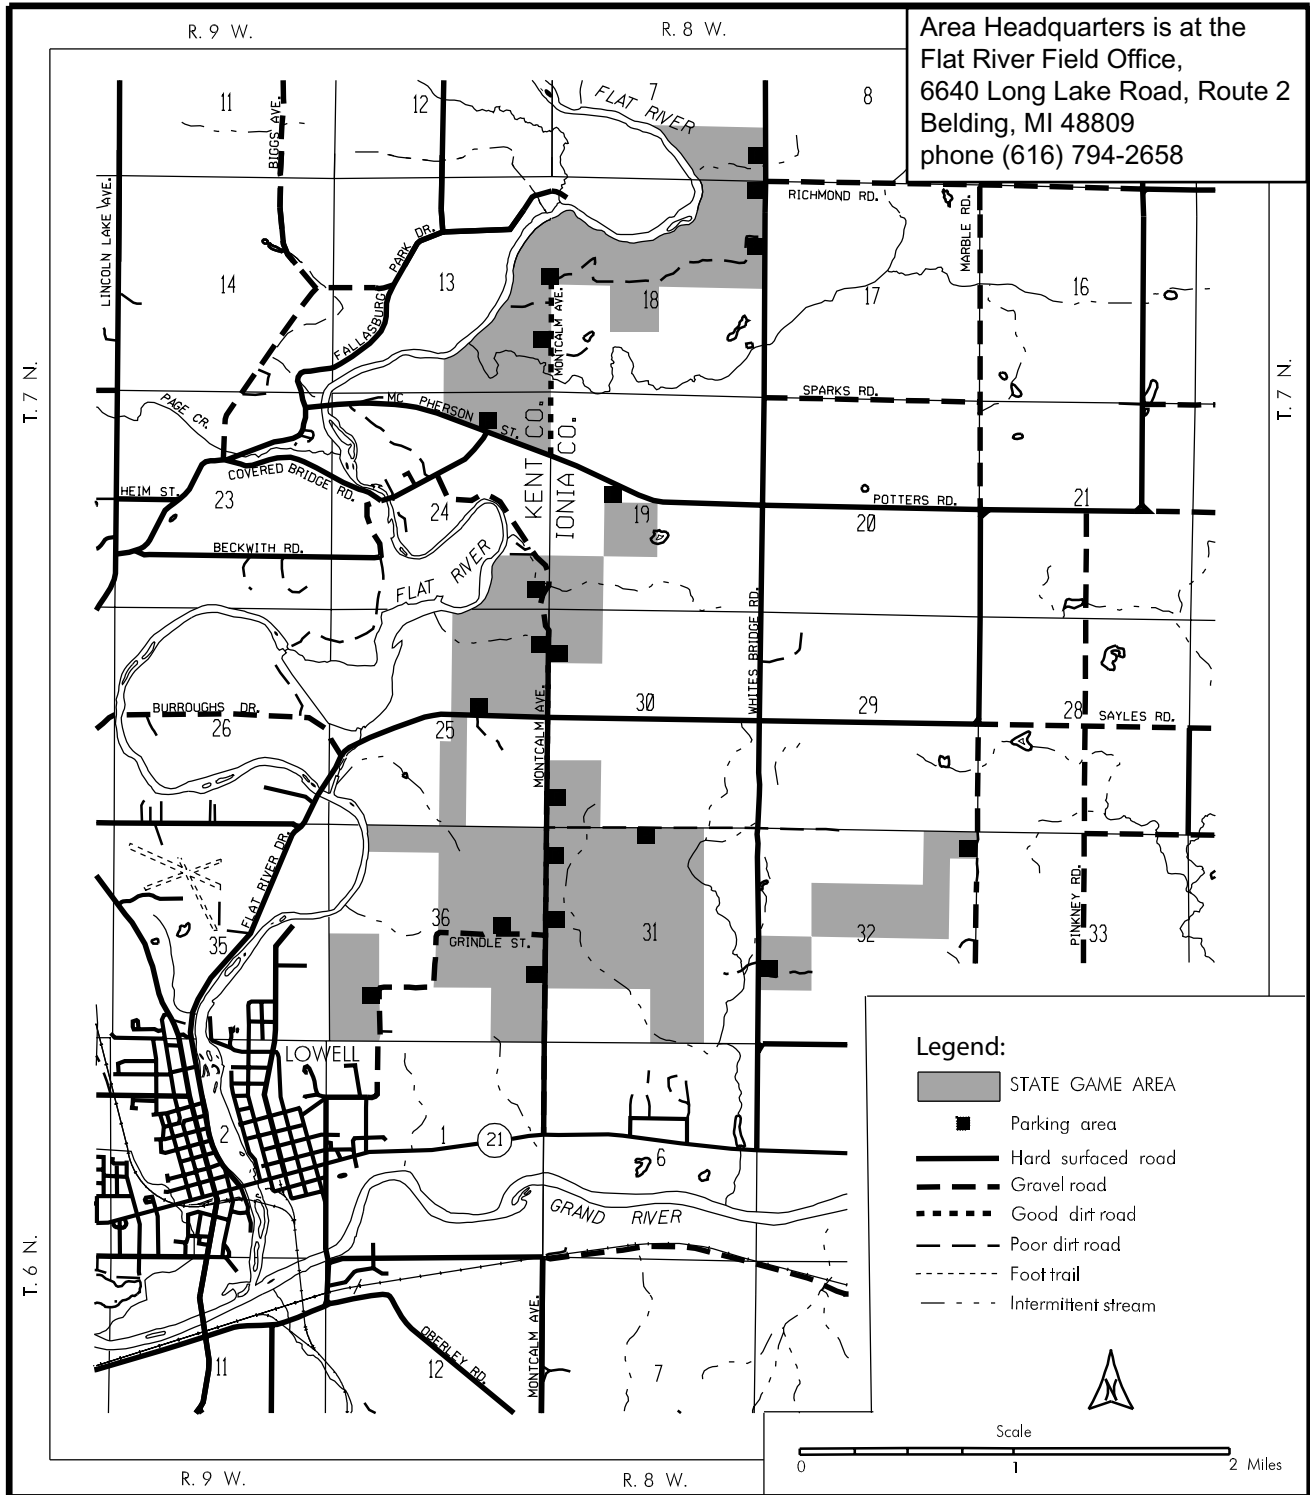 R. 9 W.
R. 8 W.
Area Headquarters is at the
Flat River Field Office,
6640 Long Lake Road, Route 2
Belding, MI 48809
phone (616) 794-2658
11
12
7
8
FLAT RIVER
BIGGS AVE.
LINCOLN LAKE AVE.
RICHMOND RD.
MARBLE RD.
PARK DR.
FALLASBURG
14
13
18
17
16
MONTCALM AVE.
T. 7 N.
T. 7 N.
SPARKS RD.
PAGE CR.
MC PHERSON ST.
KENT CO.
IONIA CO.
COVERED BRIDGE RD.
HEIM ST.
23
24
19
20
21
POTTERS RD.
BECKWITH RD.
FLAT RIVER
WHITES BRIDGE RD.
BURROUGHS DR.
26
25
MONTCALM AVE.
30
29
28
SAYLES RD.
FLAT RIVER DR.
35
36
GRINDLE ST.
31
32
PINKNEY RD.
33
LOWELL
2
1
21
6
GRAND RIVER
T. 6 N.
OBERLEY RD.
MONTCALM AVE.
11
12
7
Legend:
STATE GAME AREA
Parking area
Hard surfaced road
Gravel road
Good dirt road
Poor dirt road
Foot trail
Intermittent stream
N
Scale
0 1 2 Miles
R. 9 W.
R. 8 W.